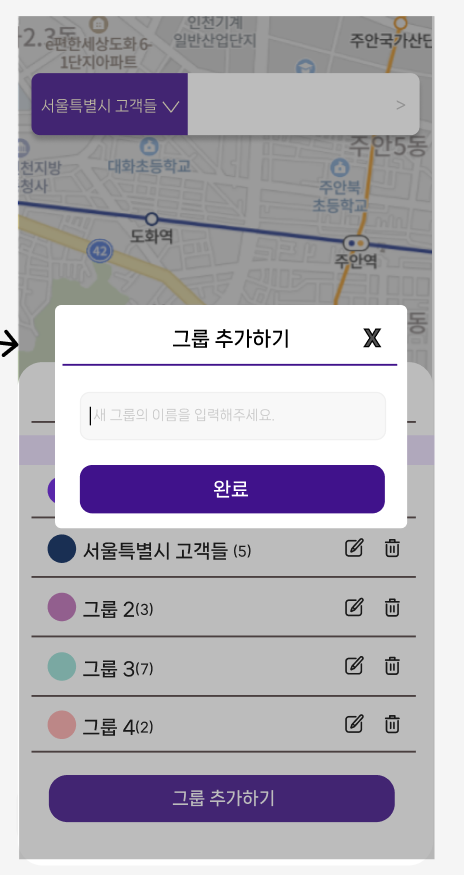 2.3동
e편한세상도화 6-
1단지아파트
인천기계
일반산업단지
주안국가산단
서울특별시 고객들
>
주안5동
인천지방
청사
대화초등학교
주안북
초등학교
도화역
42
주안역
동
그룹 추가하기
X
새 그룹의 이름을 입력해주세요.
완료
서울특별시 고객들 (5)
그룹 2(3)
그룹 3(7)
그룹 4(2)
그룹 추가하기